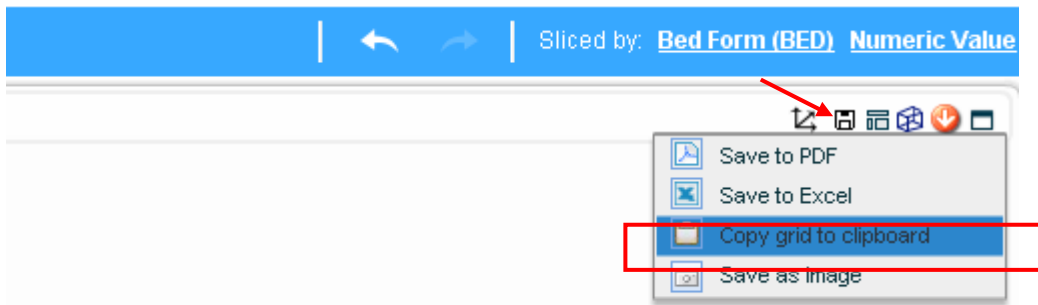 Sliced by: Bed Form (BED) Numeric Value
Save to PDF
Save to Excel
Copy grid to clipboard
Save as Image